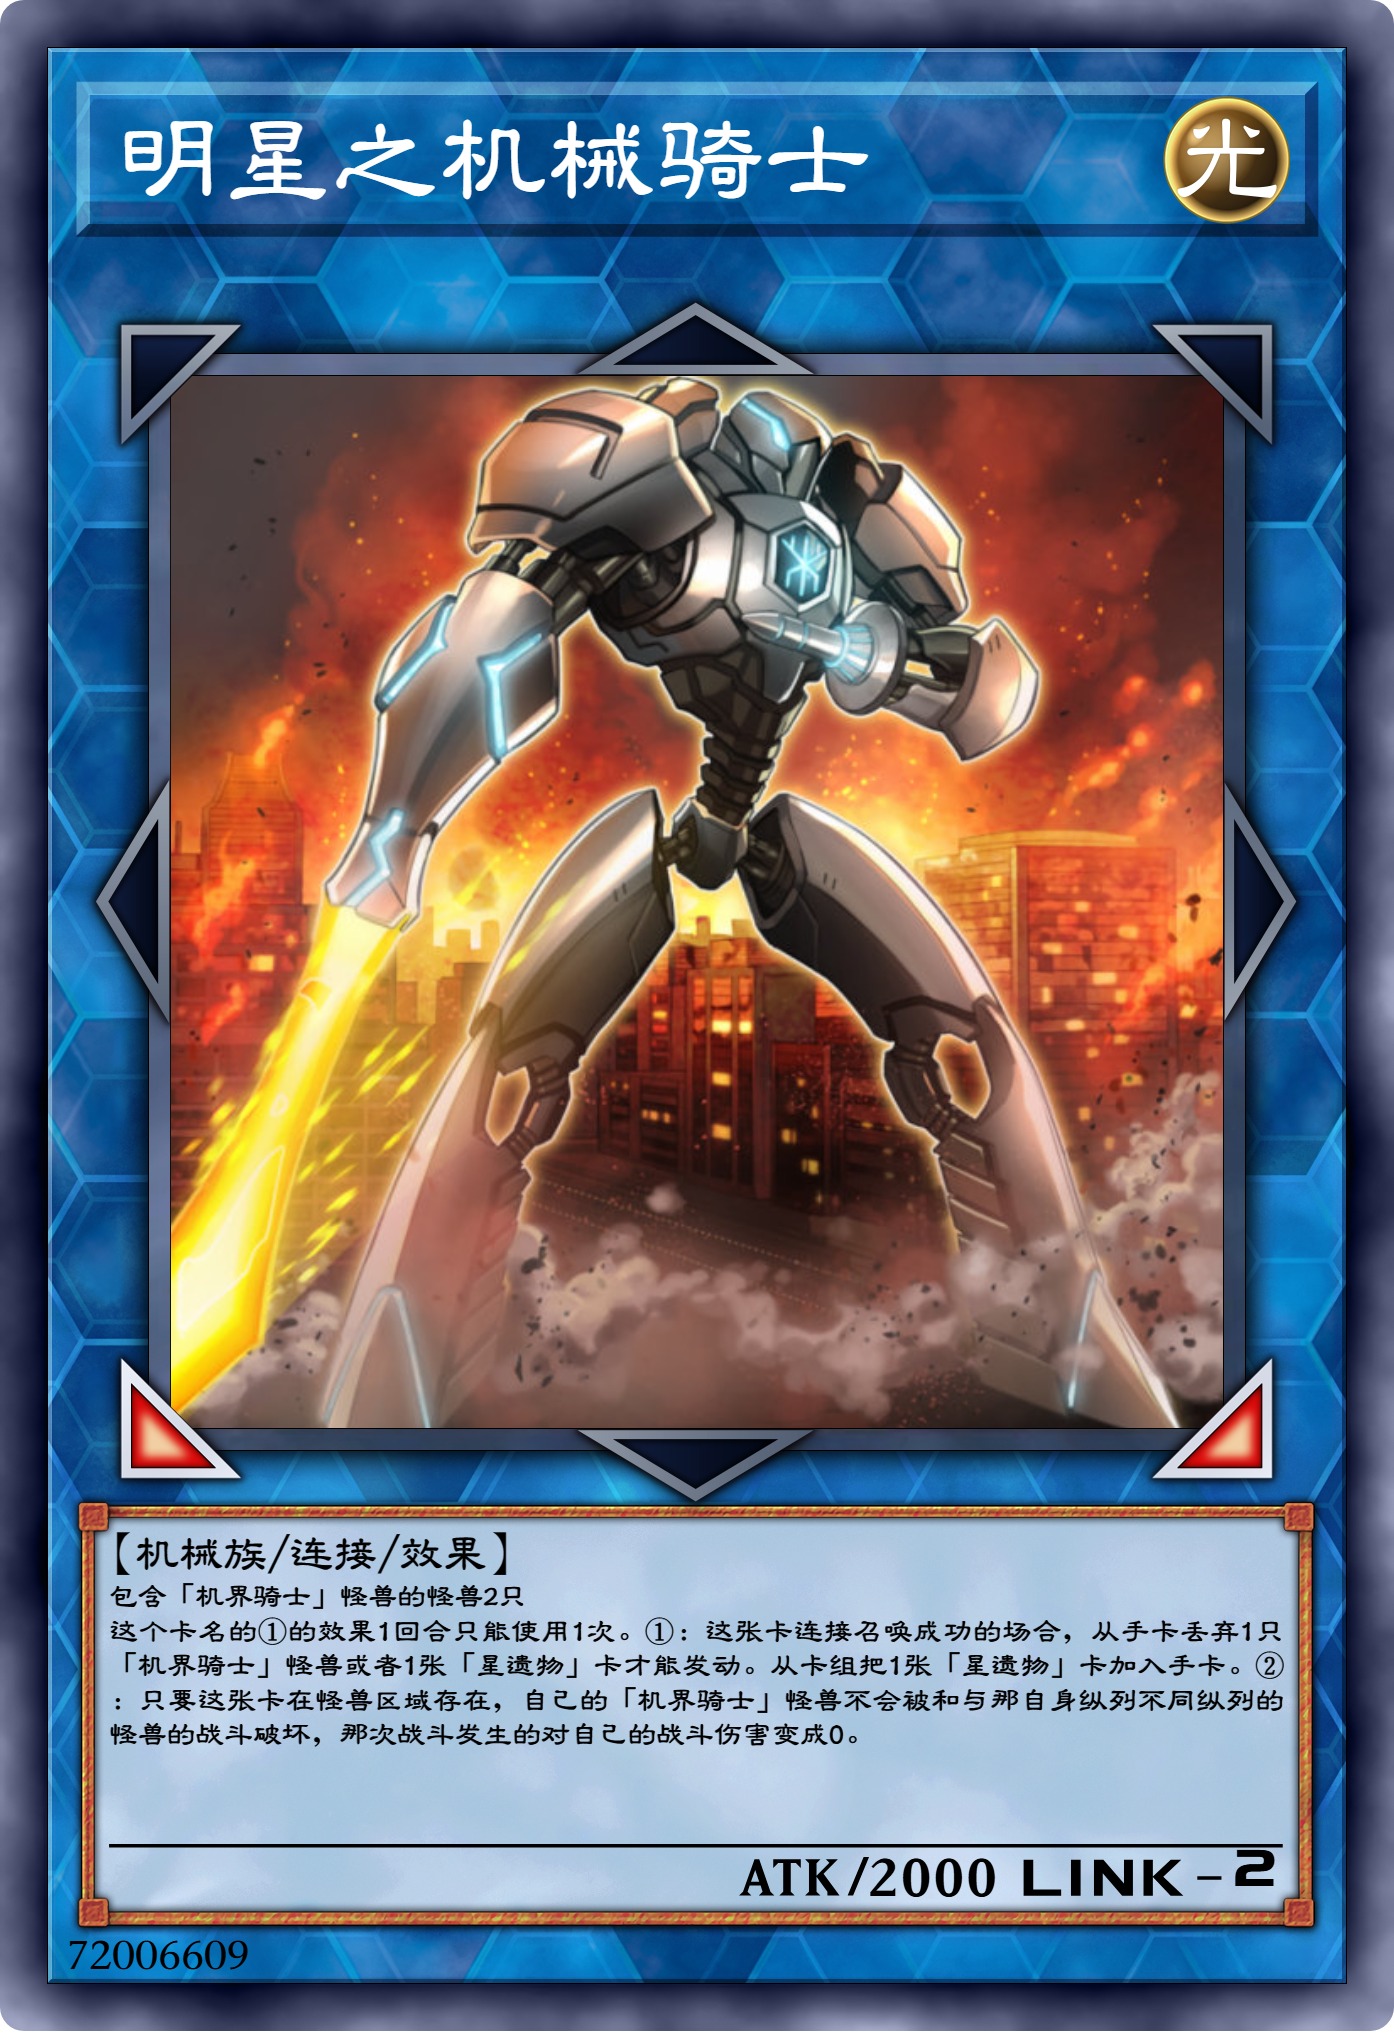 明星之机械骑士
光
【机械族/连接/效果】
包含「机界骑士」怪兽的怪兽2只
这个卡名的①的效果1回合只能使用1次。①：这张卡连接召唤成功的场合，从手卡丢弃1只
「机界骑士」怪兽或者1张「星遗物」卡才能发动。从卡组把1张「星遗物」卡加入手卡。②
：只要这张卡在怪兽区域存在，自己的「机界骑士」怪兽不会被和与那自身纵列不同纵列的
怪兽的战斗破坏，那次战斗发生的对自己的战斗伤害变成0。
ATK/2000 LINK-2
72006609